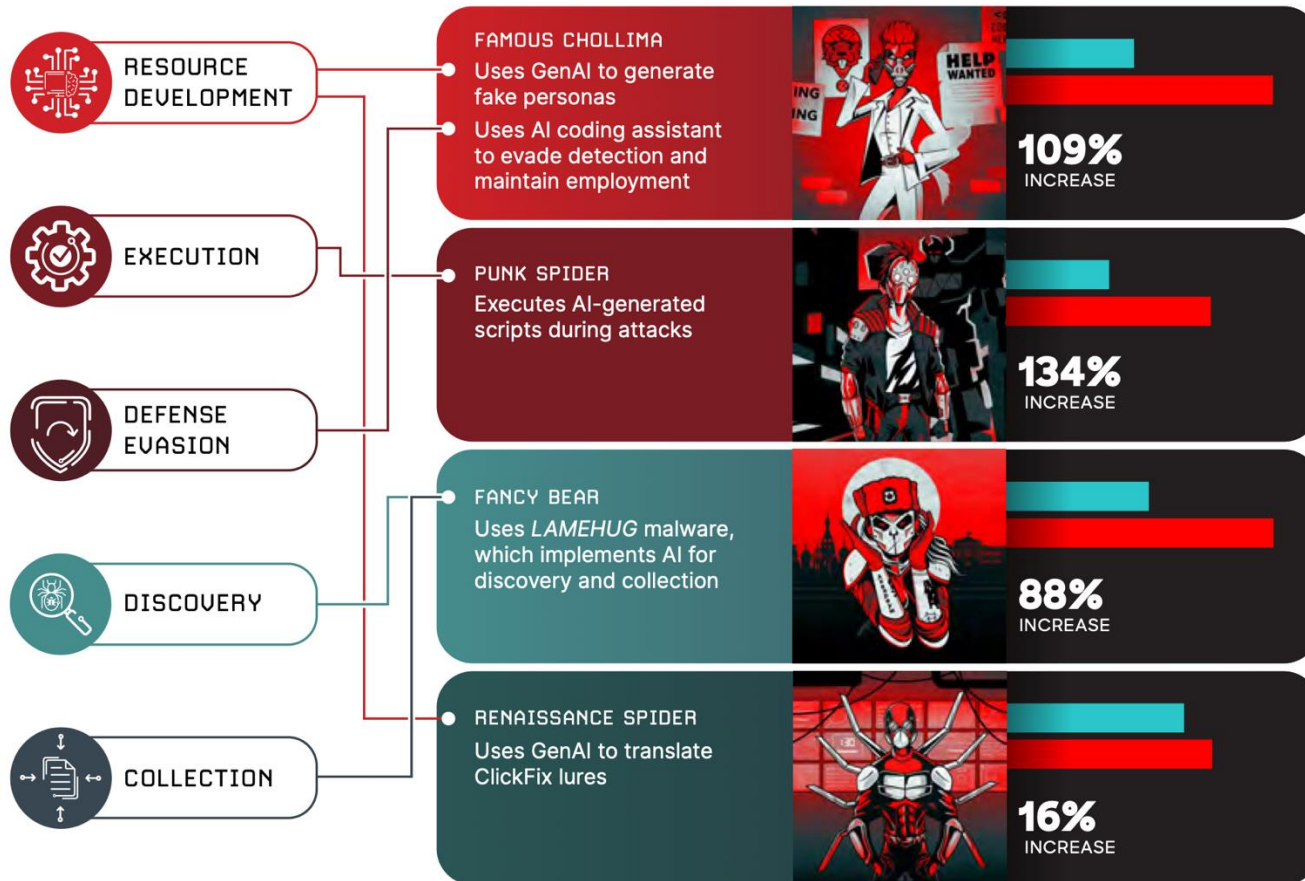 RESOURCE
DEVELOPMENT
EXECUTION
DEFENSE
EVASION
DISCOVERY
COLLECTION
FAMOUS CHOLLIMA
Uses GenAI to generate
fake personas
Uses AI coding assistant
to evade detection and
maintain employment
HELP
WANTED
ING
NG
109%
INCREASE
PUNK SPIDER
Executes AI-generated
scripts during attacks
134%
INCREASE
FANCY BEAR
Uses LAMEHUG malware,
which implements AI for
discovery and collection
88%
INCREASE
RENAISSANCE SPIDER
Uses GenAI to translate
ClickFix lures
16%
INCREASE